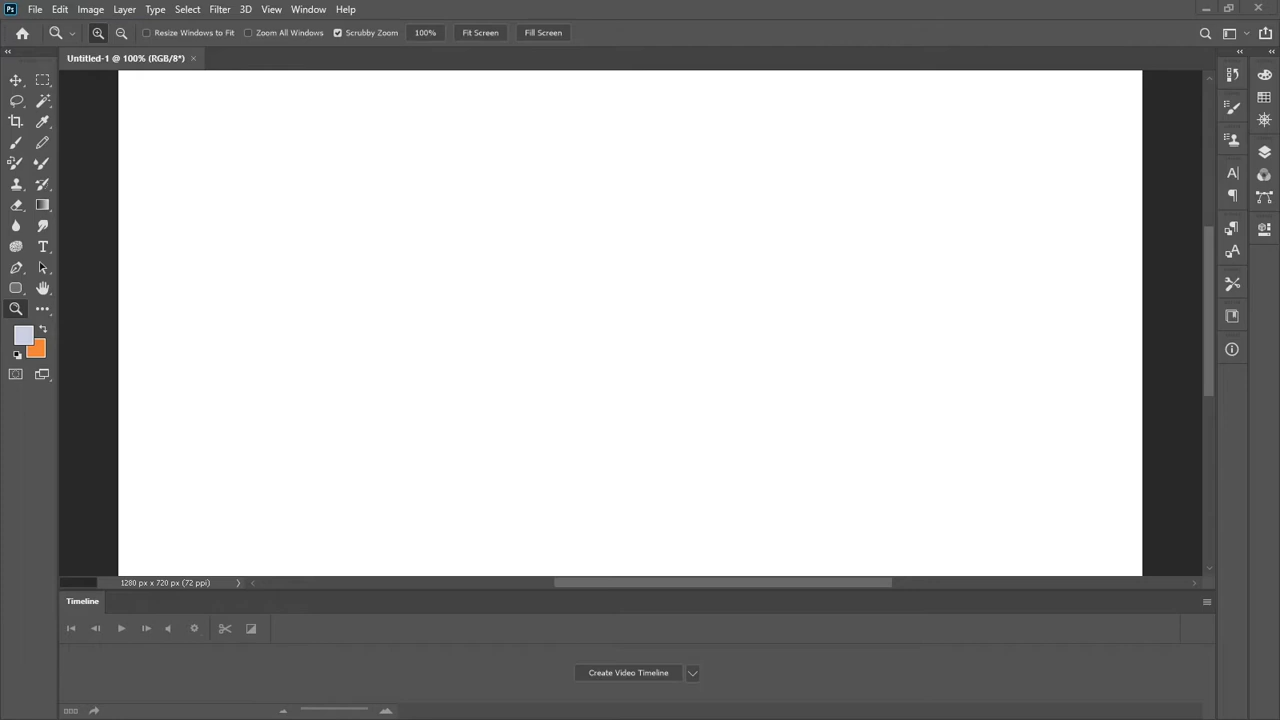 Ps File Edit Image Layer Type Select Filter 3D View Window Help
Resize Windows to Fit Zoom All Windows Scrubby Zoom 100% Fit Screen Fill Screen
Untitled-1 @ 100% (RGB/8*)
1280 px x 720 px (72 ppi)
Timeline
Create Video Timeline